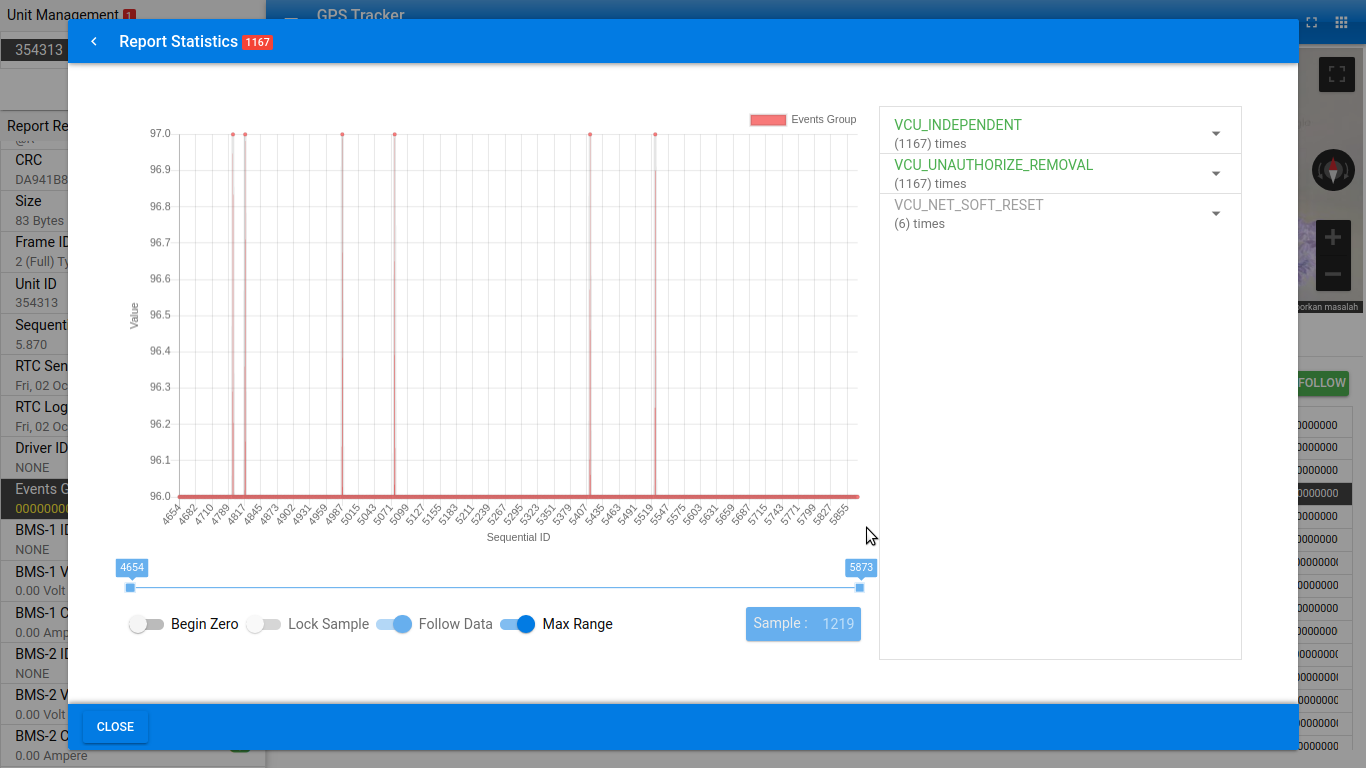 Unit Management 1
GPS Tracker
354313
Report Re
CRC
DA941B8
Size
83 Bytes
Frame ID
2 (Full) Ty
Unit ID
354313
Sequent
5.870
RTC Sen
Fri, 02 Oc
RTC Log
Fri, 02 Oc
Driver ID
NONE
Events G
00000000
BMS-1 ID
NONE
BMS-1 V
0.00 Volt
BMS-1 C
0.00 Amp
BMS-2 ID
NONE
BMS-2 V
0.00 Volt
BMS-2 C
0.00 Ampere
Report Statistics 1167
Events Group
97.0
96.9
96.8
96.7
96.6
96.5
96.4
96.3
96.2
96.1
96.0
Value
4654 4682 4710 4789 4817 4845 4873 4902 4931 4959 4987 5015 5043 5071 5099 5127 5155 5183 5211 5239 5267 5295 5323 5351 5379 5407 5435 5463 5491 5519 5547 5575 5603 5631 5659 5687 5715 5743 5771 5799 5827 5855
Sequential ID
4654
5873
Begin Zero
Lock Sample
Follow Data
Max Range
Sample : 1219
VCU_INDEPENDENT
(1167) times
VCU_UNAUTHORIZE_REMOVAL
(1167) times
VCU_NET_SOFT_RESET
(6) times
CLOSE
porkan masalah
FOLLOW